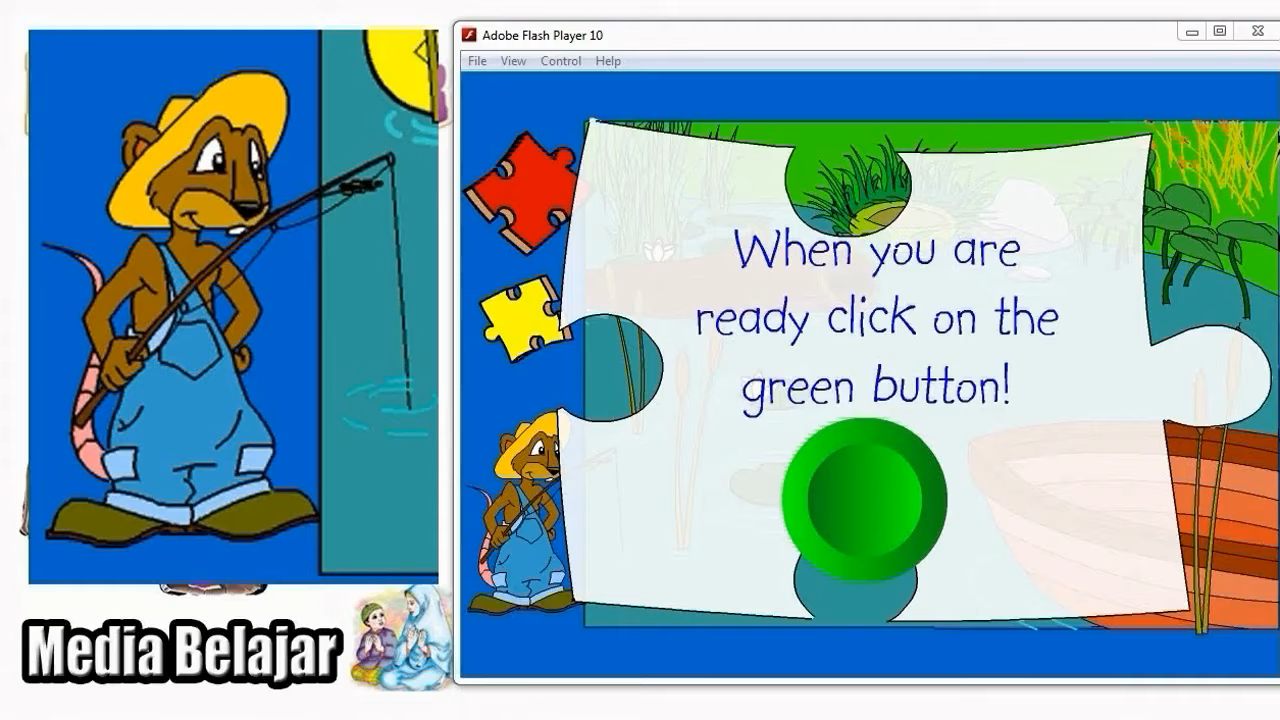 Adobe Flash Player 10
File View Control Help
When you are
ready click on the
green button!
Media Belajar